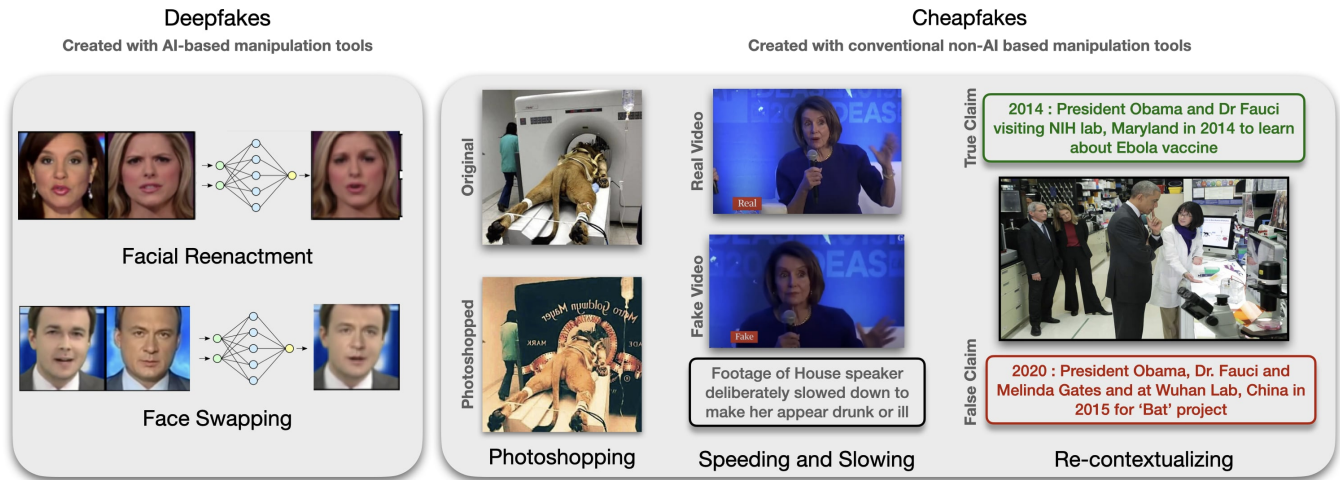 Deepfakes
Created with AI-based manipulation tools
Facial Reenactment
Face Swapping
Cheapfakes
Created with conventional non-AI based manipulation tools
Original
Photoshopped
Metro Goldwyn Mayer
MARK
Photoshopping
Real Video
Real
Fake Video
Fake
Footage of House speaker
deliberately slowed down to
make her appear drunk or ill
Speeding and Slowing
True Claim
2014 : President Obama and Dr Fauci
visiting NIH lab, Maryland in 2014 to learn
about Ebola vaccine
False Claim
2020 : President Obama, Dr. Fauci and
Melinda Gates and at Wuhan Lab, China in
2015 for ‘Bat’ project
Re-contextualizing